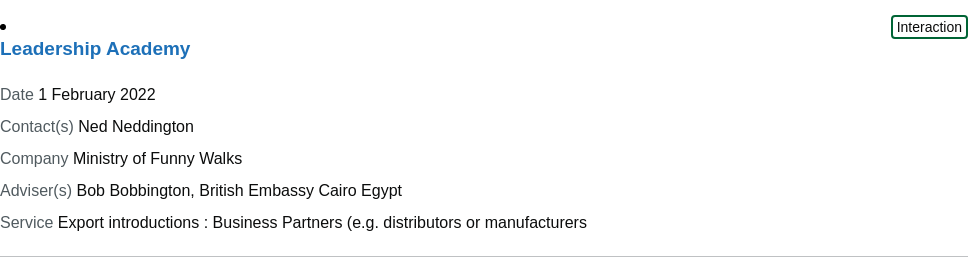 Interaction
Leadership Academy
Date 1 February 2022
Contact(s) Ned Neddington
Company Ministry of Funny Walks
Adviser(s) Bob Bobbington, British Embassy Cairo Egypt
Service Export introductions : Business Partners (e.g. distributors or manufacturers